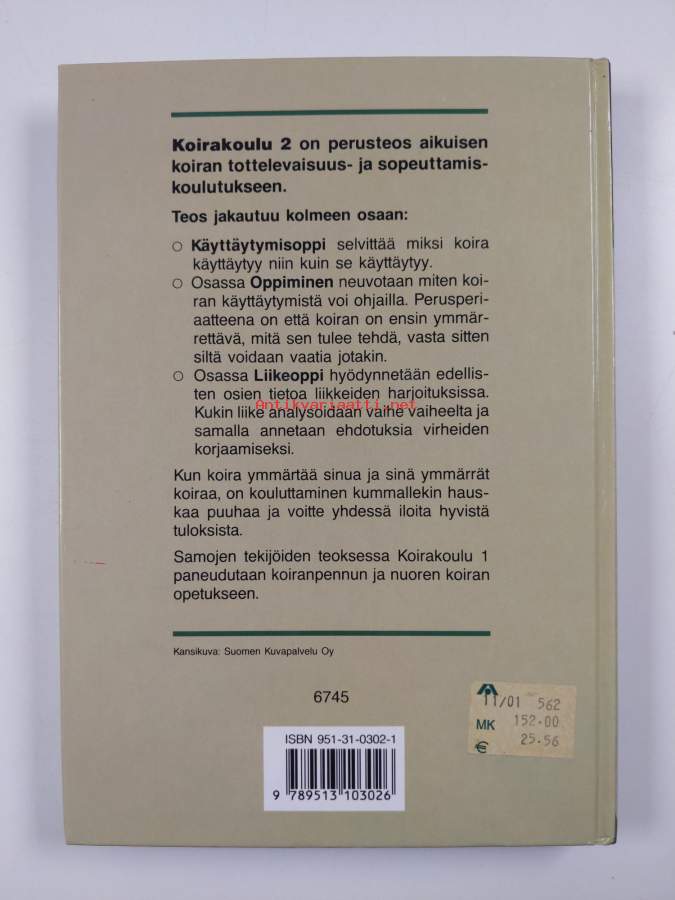 Koirakoulu 2 on perusteos aikuisen
koiran tottelevaisuus- ja sopeuttamis-
koulutukseen.
Teos jakautuu kolmeen osaan:
○ Käyttäytymisoppi selvittää miksi koira
käyttäytyy niin kuin se käyttäytyy.
○ Osassa Oppiminen neuvotaan miten koi-
ran käyttäytymistä voi ohjailla. Perusperi-
aatteena on että koiran on ensin ymmär-
rettävä, mitä sen tulee tehdä, vasta sitten
siltä voidaan vaatia jotakin.
○ Osassa Liikeoppi hyödynnetään edellis-
ten osien tietoa liikkeiden harjoituksissa.
Antikvariaatti.net
Kukin liike analysoidaan vaihe vaiheelta ja
samalla annetaan ehdotuksia virheiden
korjaamiseksi.
Kun koira ymmärtää sinua ja sinä ymmärrät
koiraa, on kouluttaminen kummallekin haus-
kaa puuhaa ja voitte yhdessä iloita hyvistä
tuloksista.
Samojen tekijöiden teoksessa Koirakoulu 1
paneudutaan koiranpennun ja nuoren koiran
opetukseen.
Kansikuva: Suomen Kuvapalvelu Oy
6745
11/01 562
MK 152.00
€ 25.56
ISBN 951-31-0302-1
9 789513 103026